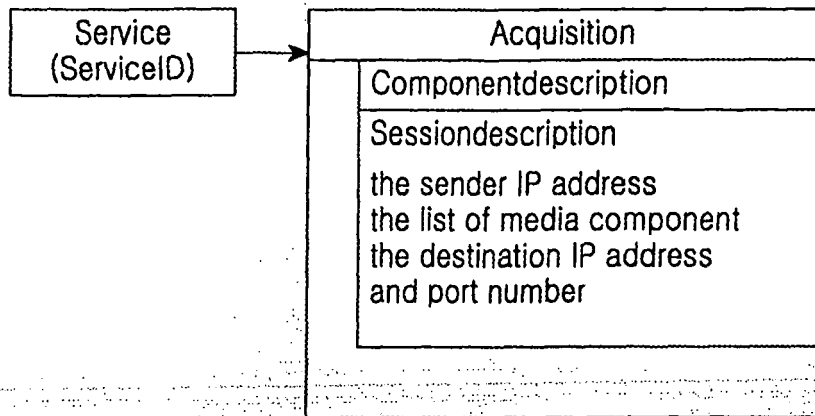 Service
(ServiceID)
Acquisition
Componentdescription
Sessiondescription
the sender IP address
the list of media component
the destination IP address
and port number